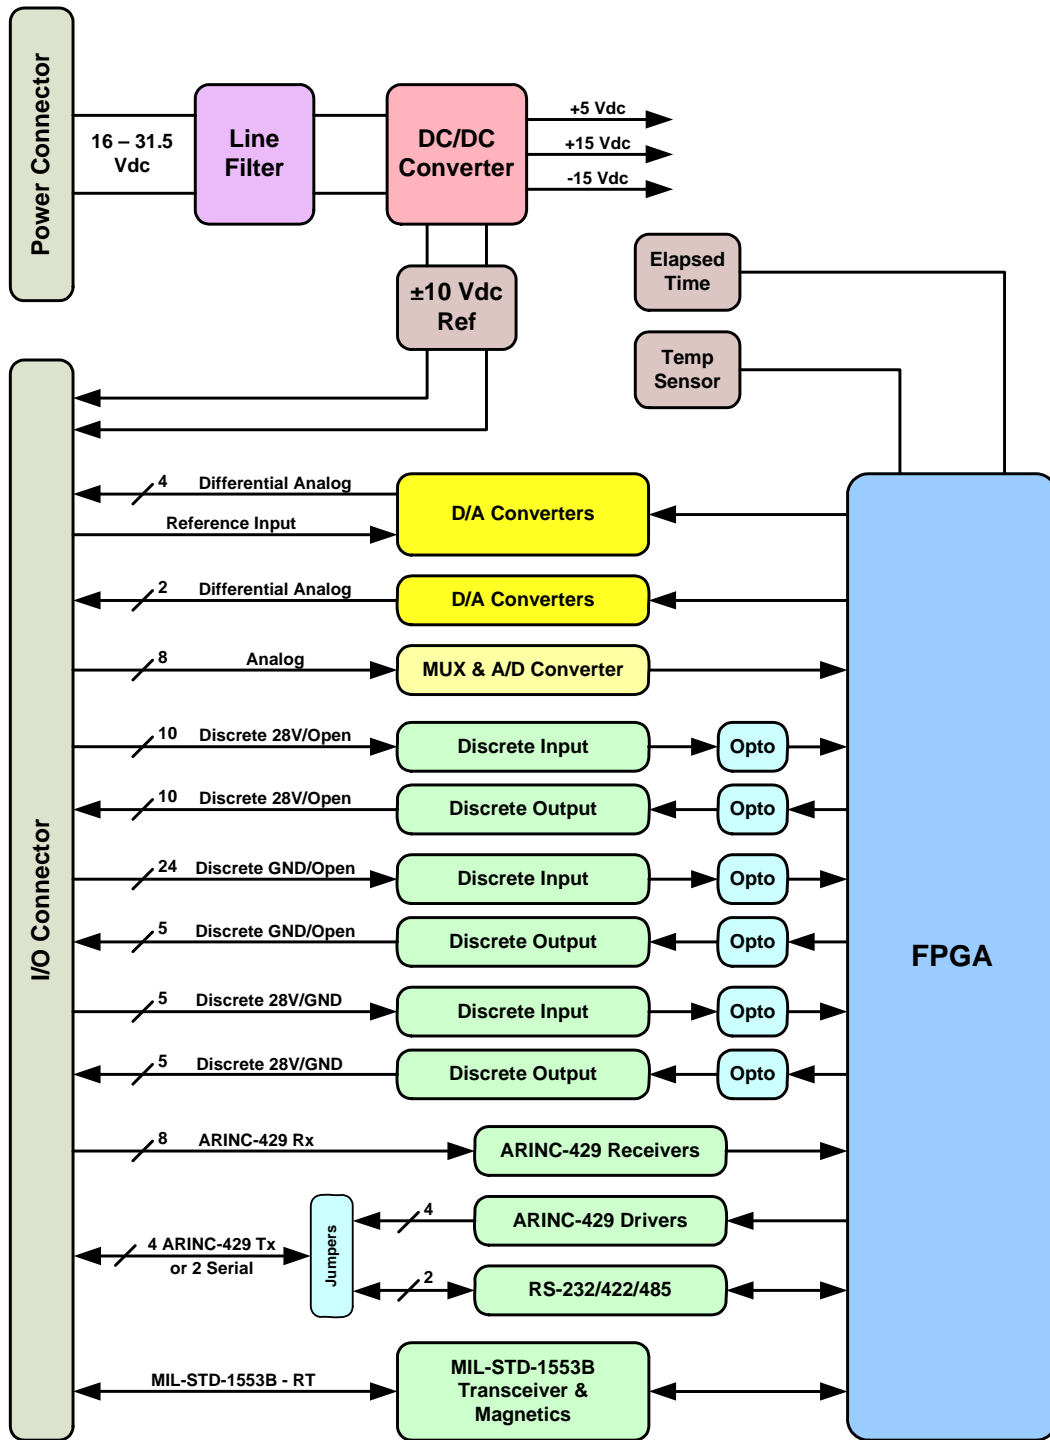 Power Connector
16 – 31.5
Vdc
Line
Filter
DC/DC
Converter
+5 Vdc
+15 Vdc
-15 Vdc
±10 Vdc
Ref
Elapsed
Time
Temp
Sensor
I/O Connector
4 Differential Analog
Reference Input
D/A Converters
2 Differential Analog
D/A Converters
8 Analog
MUX & A/D Converter
10 Discrete 28V/Open
Discrete Input
Opto
10 Discrete 28V/Open
Discrete Output
Opto
24 Discrete GND/Open
Discrete Input
Opto
5 Discrete GND/Open
Discrete Output
Opto
FPGA
5 Discrete 28V/GND
Discrete Input
Opto
5 Discrete 28V/GND
Discrete Output
Opto
8 ARINC-429 Rx
ARINC-429 Receivers
4 ARINC-429 Tx
or 2 Serial
Jumpers
4
ARINC-429 Drivers
2
RS-232/422/485
MIL-STD-1553B - RT
MIL-STD-1553B
Transceiver &
Magnetics